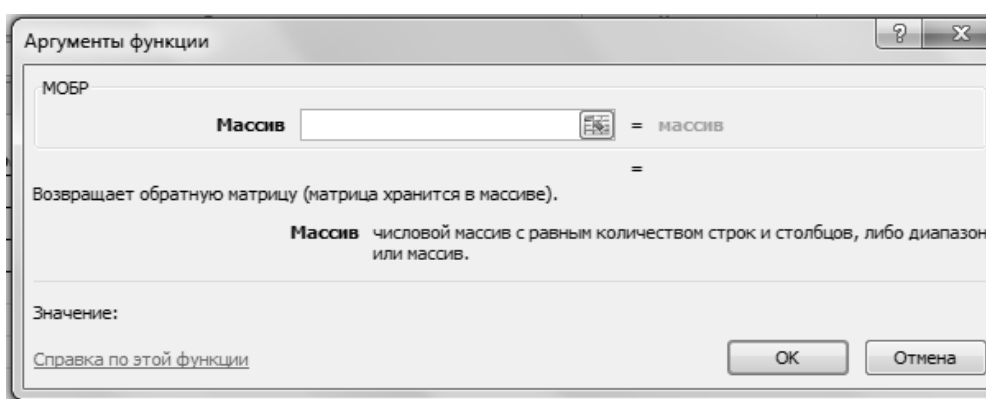 Аргументы функции
МОБР
Массив = массив
=
Возвращает обратную матрицу (матрица хранится в массиве).
Массив числовой массив с равным количеством строк и столбцов, либо диапазон
или массив.
Значение:
Справка по этой функции
ОК Отмена